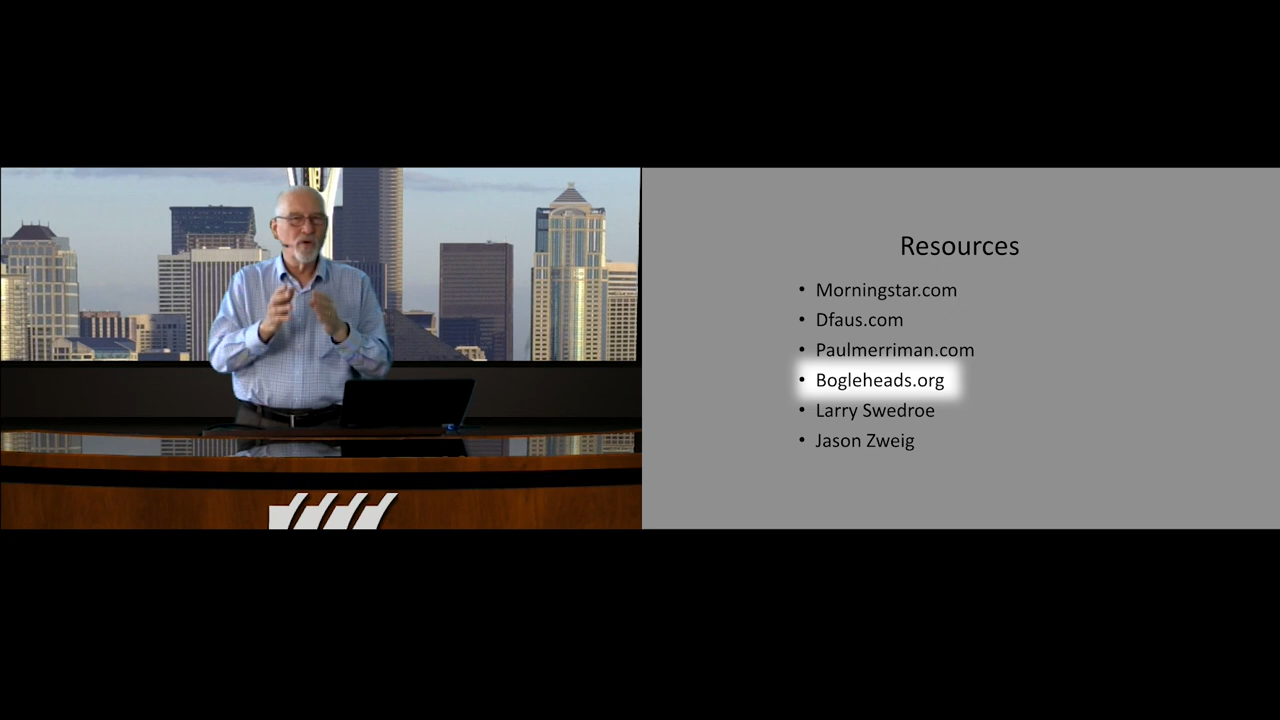 Resources
• Morningstar.com
• Dfaus.com
• Paulmerriman.com
• Bogleheads.org
• Larry Swedroe
• Jason Zweig